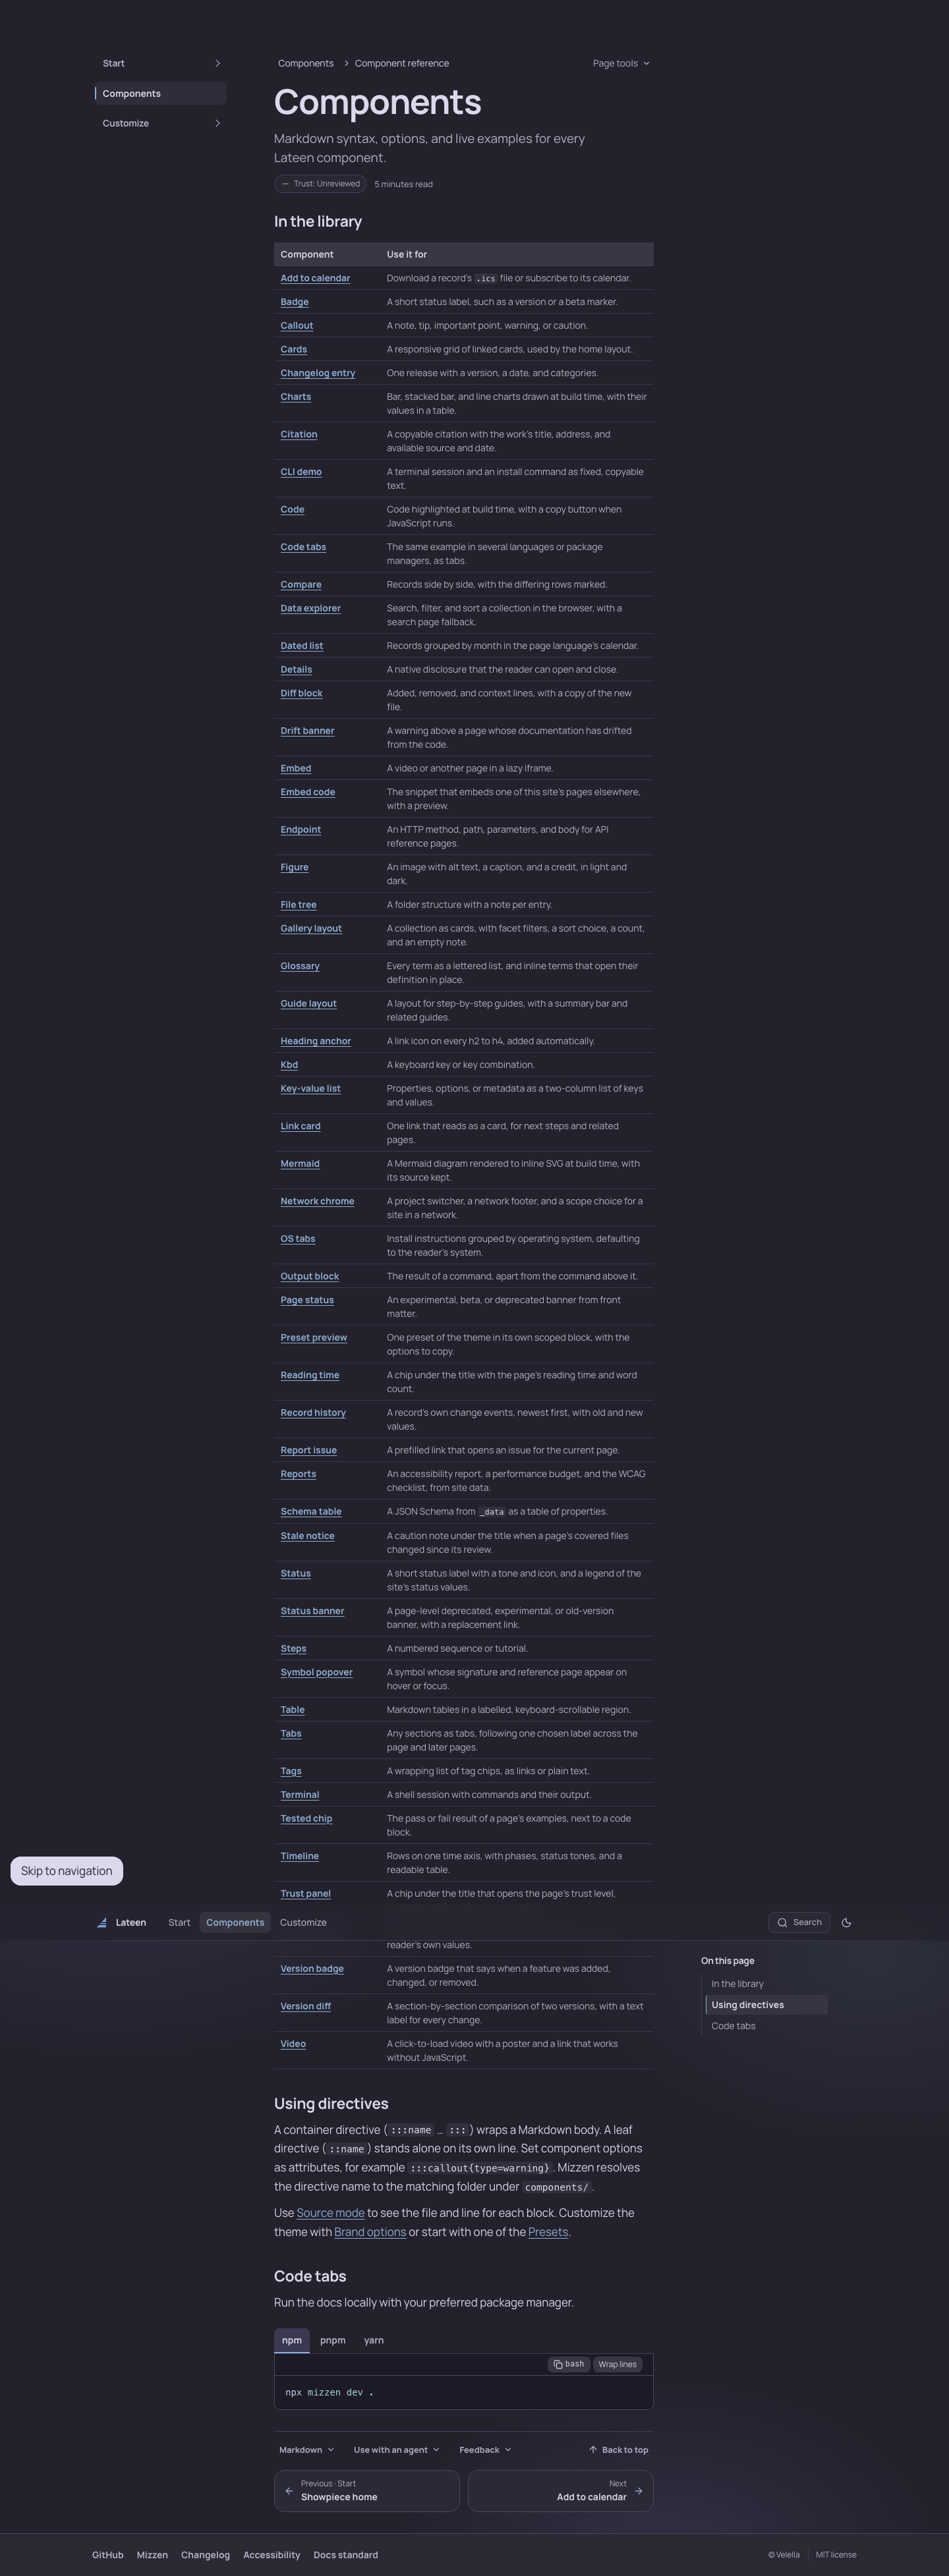 Start
Components
Customize
Components > Component reference
Page tools
Components
Markdown syntax, options, and live examples for every
Lateen component.
— Trust: Unreviewed 5 minutes read
In the library
Component Use it for
Add to calendar Download a record's .ics file or subscribe to its calendar.
Badge A short status label, such as a version or a beta marker.
Callout A note, tip, important point, warning, or caution.
Cards A responsive grid of linked cards, used by the home layout.
Changelog entry One release with a version, a date, and categories.
Charts Bar, stacked bar, and line charts drawn at build time, with their
values in a table.
Citation A copyable citation with the work's title, address, and
available source and date.
CLI demo A terminal session and an install command as fixed, copyable
text.
Code Code highlighted at build time, with a copy button when
JavaScript runs.
Code tabs The same example in several languages or package
managers, as tabs.
Compare Records side by side, with the differing rows marked.
Data explorer Search, filter, and sort a collection in the browser, with a
search page fallback.
Dated list Records grouped by month in the page language's calendar.
Details A native disclosure that the reader can open and close.
Diff block Added, removed, and context lines, with a copy of the new
file.
Drift banner A warning above a page whose documentation has drifted
from the code.
Embed A video or another page in a lazy iframe.
Embed code The snippet that embeds one of this site's pages elsewhere,
with a preview.
Endpoint An HTTP method, path, parameters, and body for API
reference pages.
Figure An image with alt text, a caption, and a credit, in light and
dark.
File tree A folder structure with a note per entry.
Gallery layout A collection as cards, with facet filters, a sort choice, a count,
and an empty note.
Glossary Every term as a lettered list, and inline terms that open their
definition in place.
Guide layout A layout for step-by-step guides, with a summary bar and
related guides.
Heading anchor A link icon on every h2 to h4, added automatically.
Kbd A keyboard key or key combination.
Key-value list Properties, options, or metadata as a two-column list of keys
and values.
Link card One link that reads as a card, for next steps and related
pages.
Mermaid A Mermaid diagram rendered to inline SVG at build time, with
its source kept.
Network chrome A project switcher, a network footer, and a scope choice for a
site in a network.
OS tabs Install instructions grouped by operating system, defaulting
to the reader's system.
Output block The result of a command, apart from the command above it.
Page status An experimental, beta, or deprecated banner from front
matter.
Preset preview One preset of the theme in its own scoped block, with the
options to copy.
Reading time A chip under the title with the page's reading time and word
count.
Record history A record's own change events, newest first, with old and new
values.
Report issue A prefilled link that opens an issue for the current page.
Reports An accessibility report, a performance budget, and the WCAG
checklist, from site data.
Schema table A JSON Schema from _data as a table of properties.
Stale notice A caution note under the title when a page's covered files
changed since its review.
Status A short status label with a tone and icon, and a legend of the
site's status values.
Status banner A page-level deprecated, experimental, or old-version
banner, with a replacement link.
Steps A numbered sequence or tutorial.
Symbol popover A symbol whose signature and reference page appear on
hover or focus.
Table Markdown tables in a labelled, keyboard-scrollable region.
Tabs Any sections as tabs, following one chosen label across the
page and later pages.
Tags A wrapping list of tag chips, as links or plain text.
Terminal A shell session with commands and their output.
Tested chip The pass or fail result of a page's examples, next to a code
block.
Timeline Rows on one time axis, with phases, status tones, and a
readable table.
Skip to navigation
Trust panel A chip under the title that opens the page's trust level,
Lateen Start Components Customize Search
reader's own values.
Version badge A version badge that says when a feature was added,
changed, or removed.
Version diff A section-by-section comparison of two versions, with a text
label for every change.
Video A click-to-load video with a poster and a link that works
without JavaScript.
On this page
In the library
Using directives
Code tabs
Using directives
A container directive ( :::name … ::: ) wraps a Markdown body. A leaf
directive ( ::name ) stands alone on its own line. Set component options
as attributes, for example :::callout{type=warning} . Mizzen resolves
the directive name to the matching folder under components/ .
Use Source mode to see the file and line for each block. Customize the
theme with Brand options or start with one of the Presets.
Code tabs
Run the docs locally with your preferred package manager.
npm pnpm yarn
bash Wrap lines
npx mizzen dev .
Markdown Use with an agent Feedback Back to top
Previous · Start
Showpiece home
Next
Add to calendar
GitHub Mizzen Changelog Accessibility Docs standard
© Velella MIT license